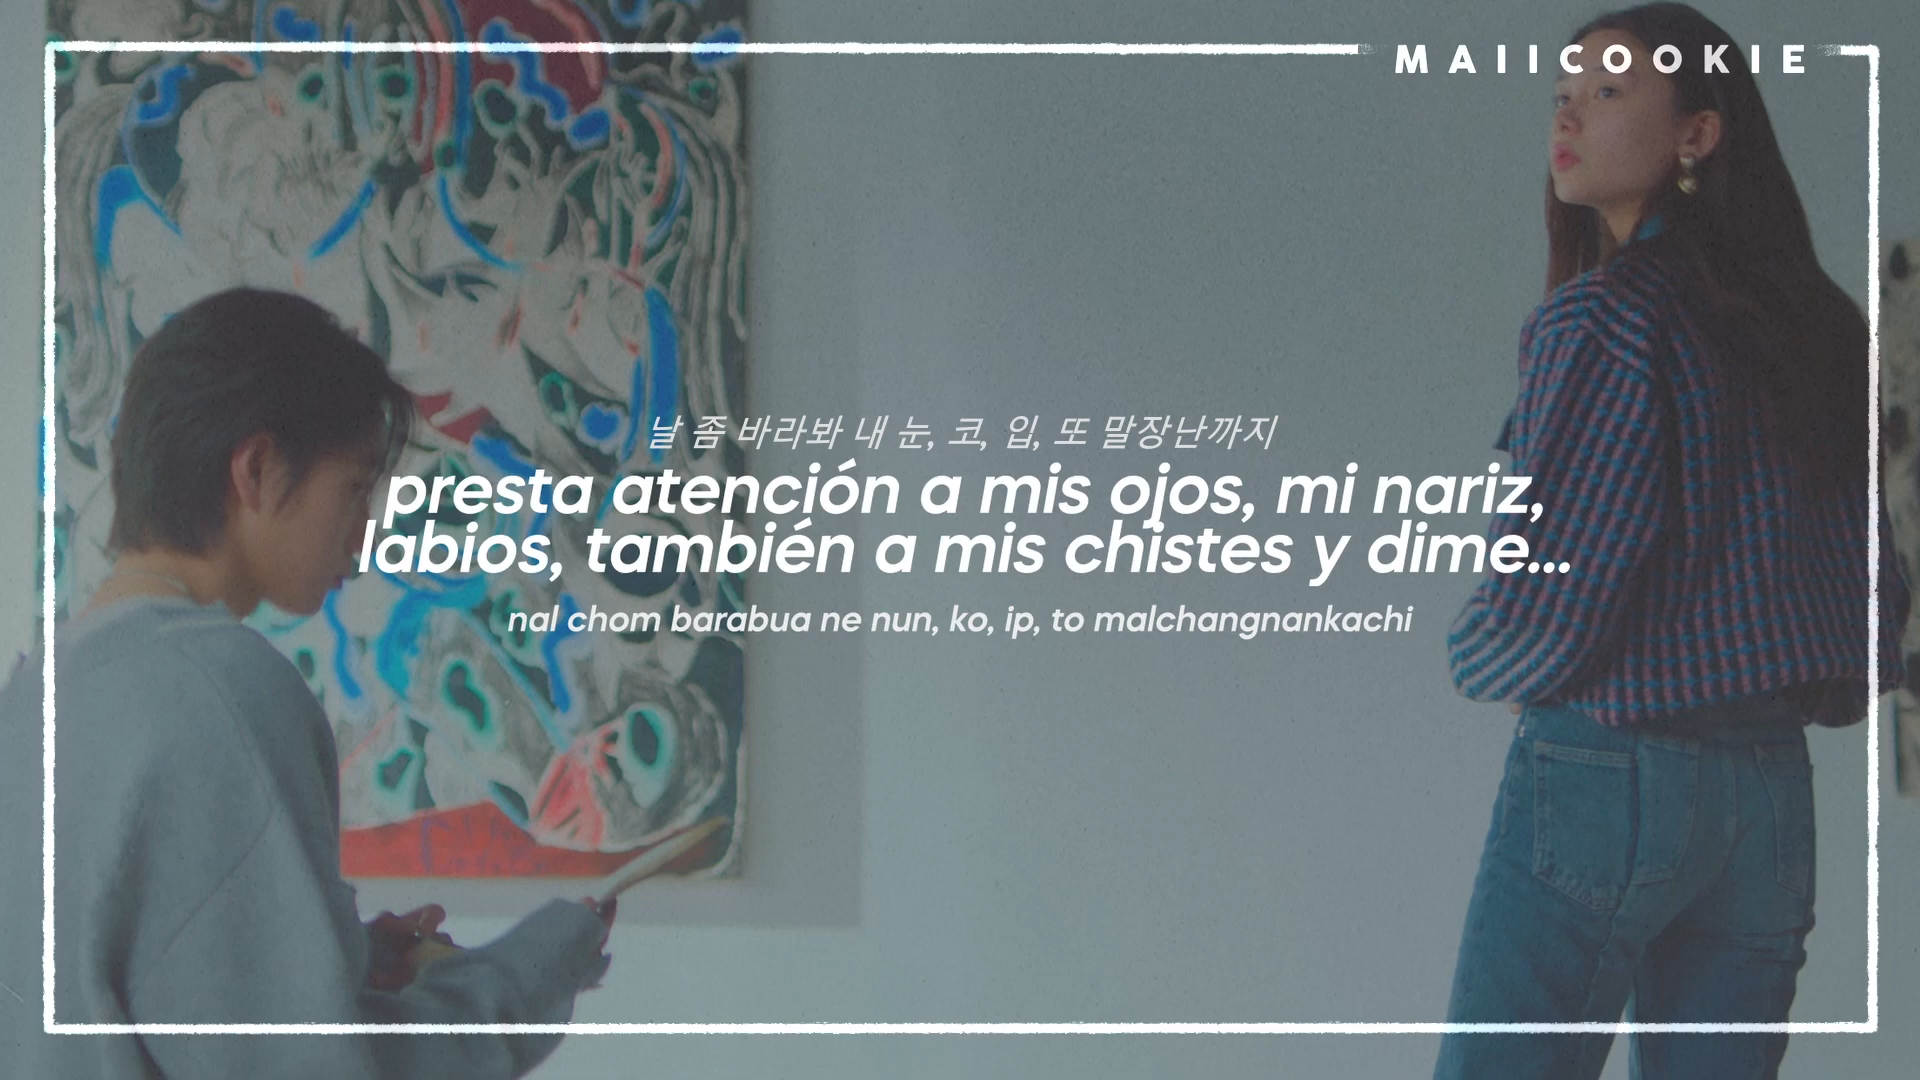 MAIICOOKIE
날 좀 바라봐 내 눈, 코, 입, 또 말장난까지
presta atención a mis ojos, mi nariz,
labios, también a mis chistes y dime...
nal chom barabua ne nun, ko, ip, to malchangnankachi